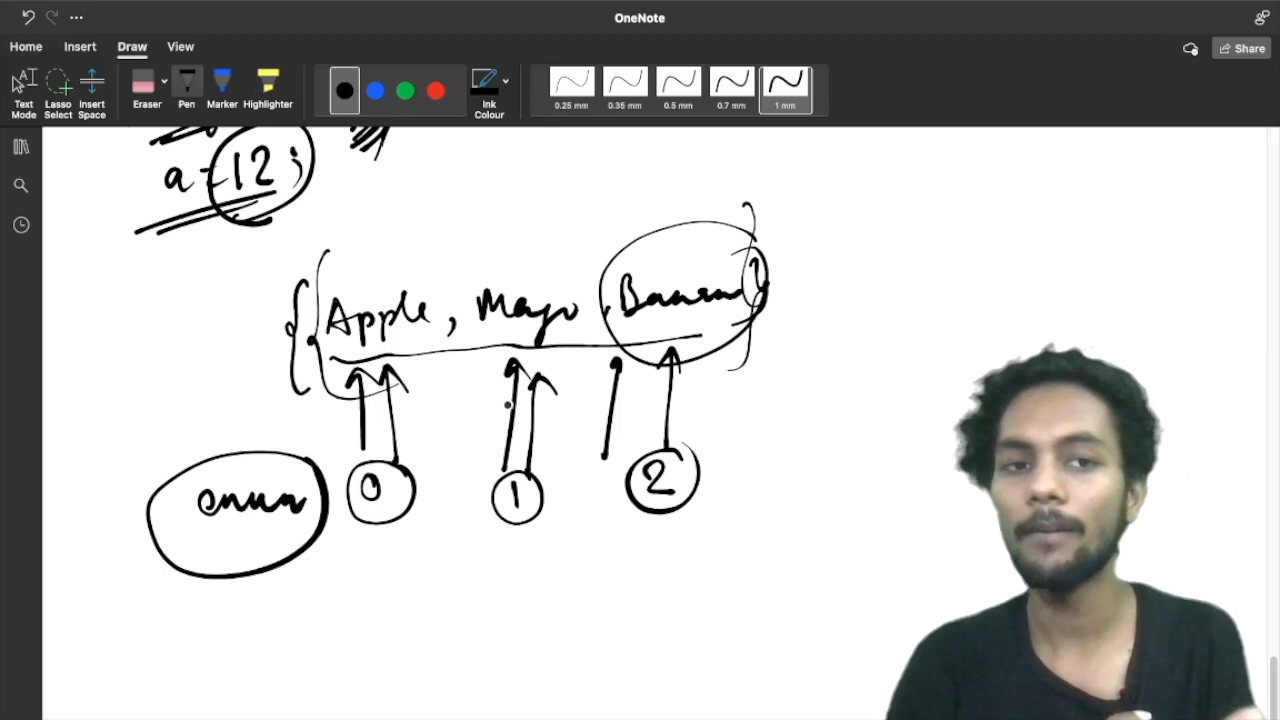 OneNote
Home Insert Draw View
Share
Text Mode
Lasso Select
Insert Space
Eraser
Pen
Marker
Highlighter
Ink Colour
0.25 mm
0.35 mm
0.5 mm
0.7 mm
1 mm
a=12;
{{Apple, Mago, Banana}
enum 0 1 2